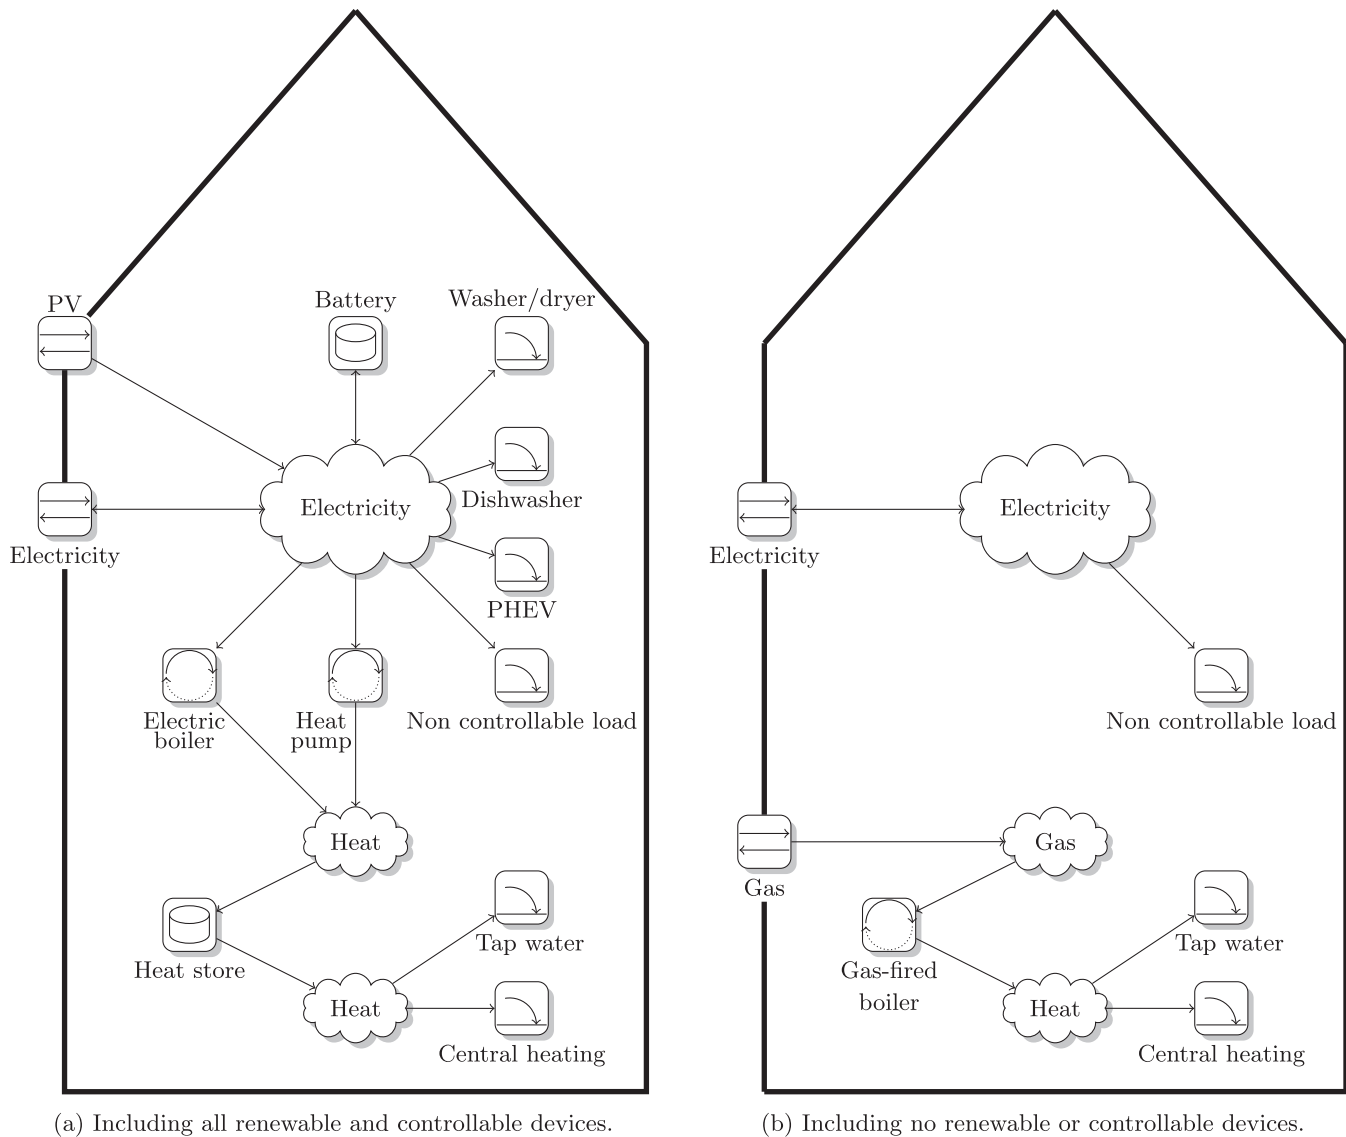 PV
Battery
Washer/dryer
Electricity
Dishwasher
Electricity
PHEV
Electric
boiler
Heat
pump
Non controllable load
Heat
Tap water
Heat store
Heat
Central heating
(a) Including all renewable and controllable devices.
Electricity
Electricity
Non controllable load
Gas
Gas
Tap water
Gas-fired
boiler
Heat
Central heating
(b) Including no renewable or controllable devices.